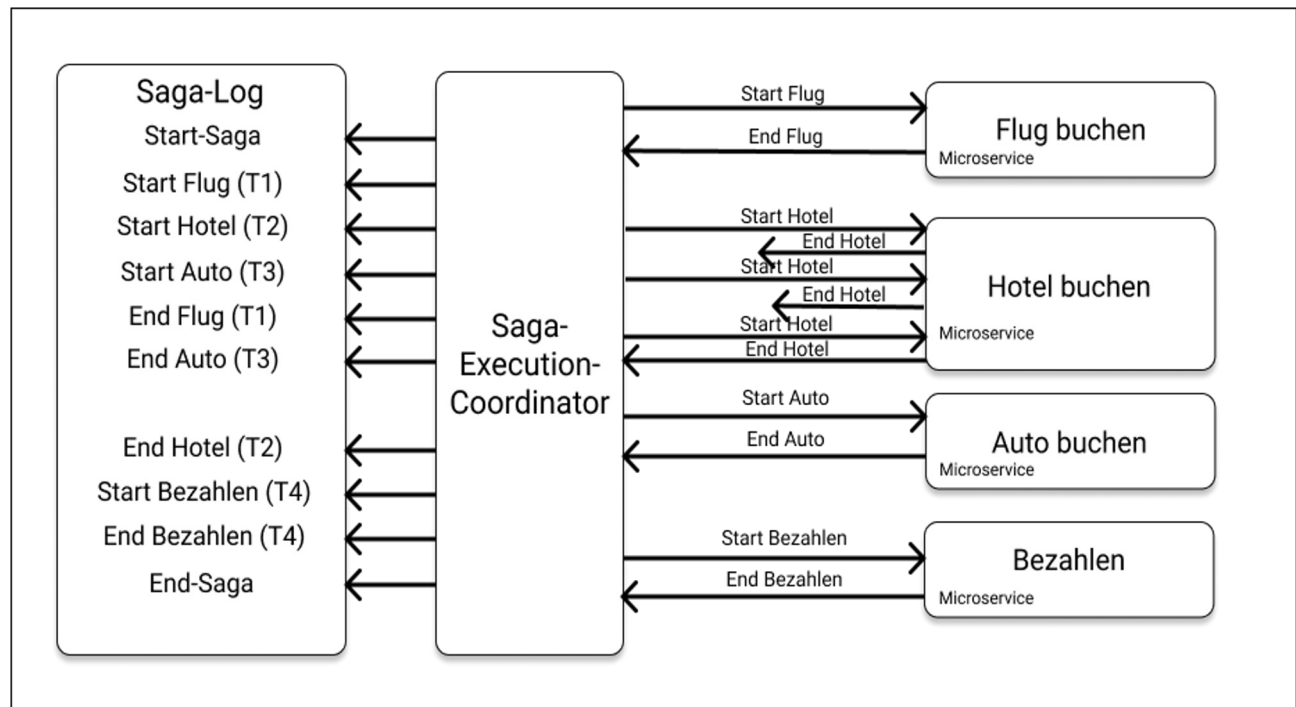 Saga-Log
Start-Saga
Start Flug (T1)
Start Hotel (T2)
Start Auto (T3)
End Flug (T1)
End Auto (T3)
End Hotel (T2)
Start Bezahlen (T4)
End Bezahlen (T4)
End-Saga
Saga-
Execution-
Coordinator
Start Flug
End Flug
Start Hotel
End Hotel
Start Hotel
End Hotel
Start Hotel
End Hotel
Start Auto
End Auto
Start Bezahlen
End Bezahlen
Flug buchen
Microservice
Hotel buchen
Microservice
Auto buchen
Microservice
Bezahlen
Microservice